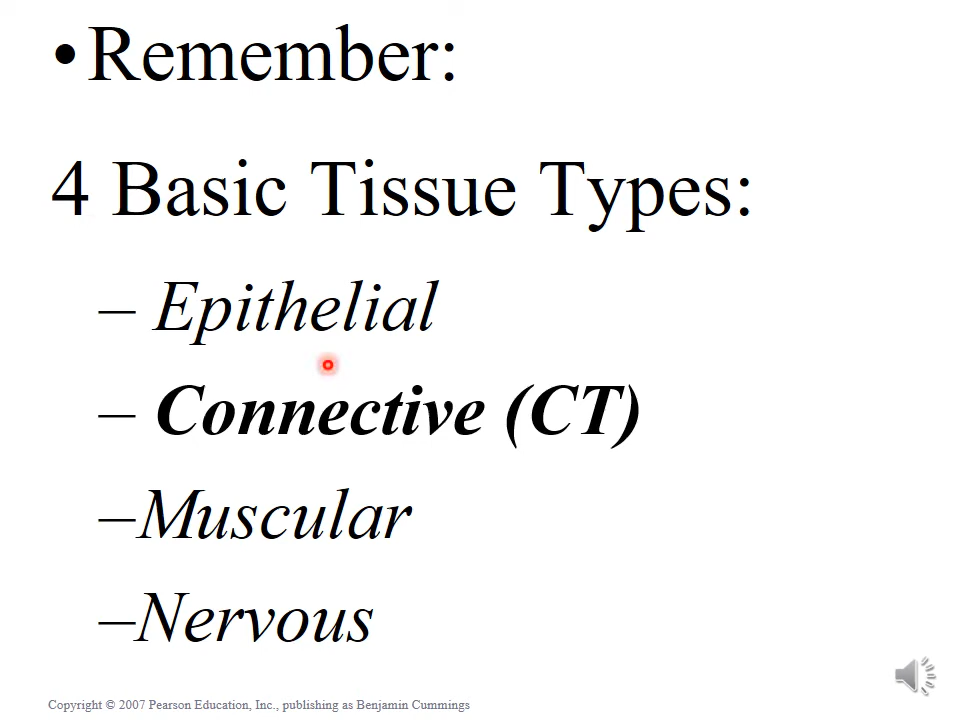 •Remember:
4 Basic Tissue Types:
– Epithelial
– Connective (CT)
–Muscular
–Nervous
Copyright © 2007 Pearson Education, Inc., publishing as Benjamin Cummings